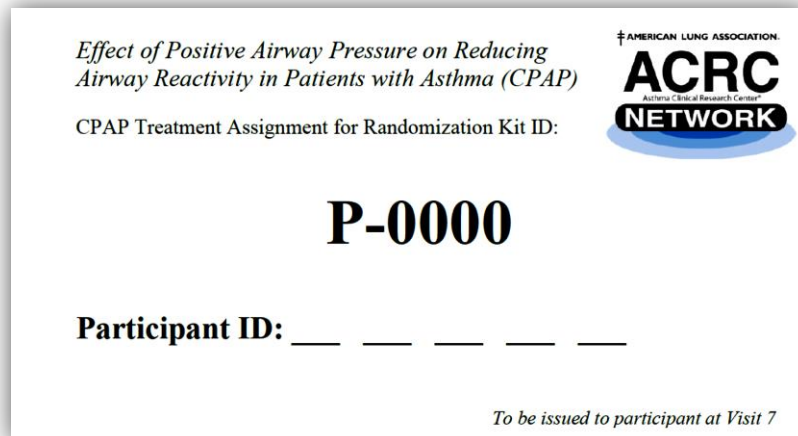 Effect of Positive Airway Pressure on Reducing
Airway Reactivity in Patients with Asthma (CPAP)
CPAP Treatment Assignment for Randomization Kit ID:
AMERICAN LUNG ASSOCIATION.
ACRC
Asthma Clinical Research Center®
NETWORK
P-0000
Participant ID: ___ ___ ___ ___ ___
To be issued to participant at Visit 7